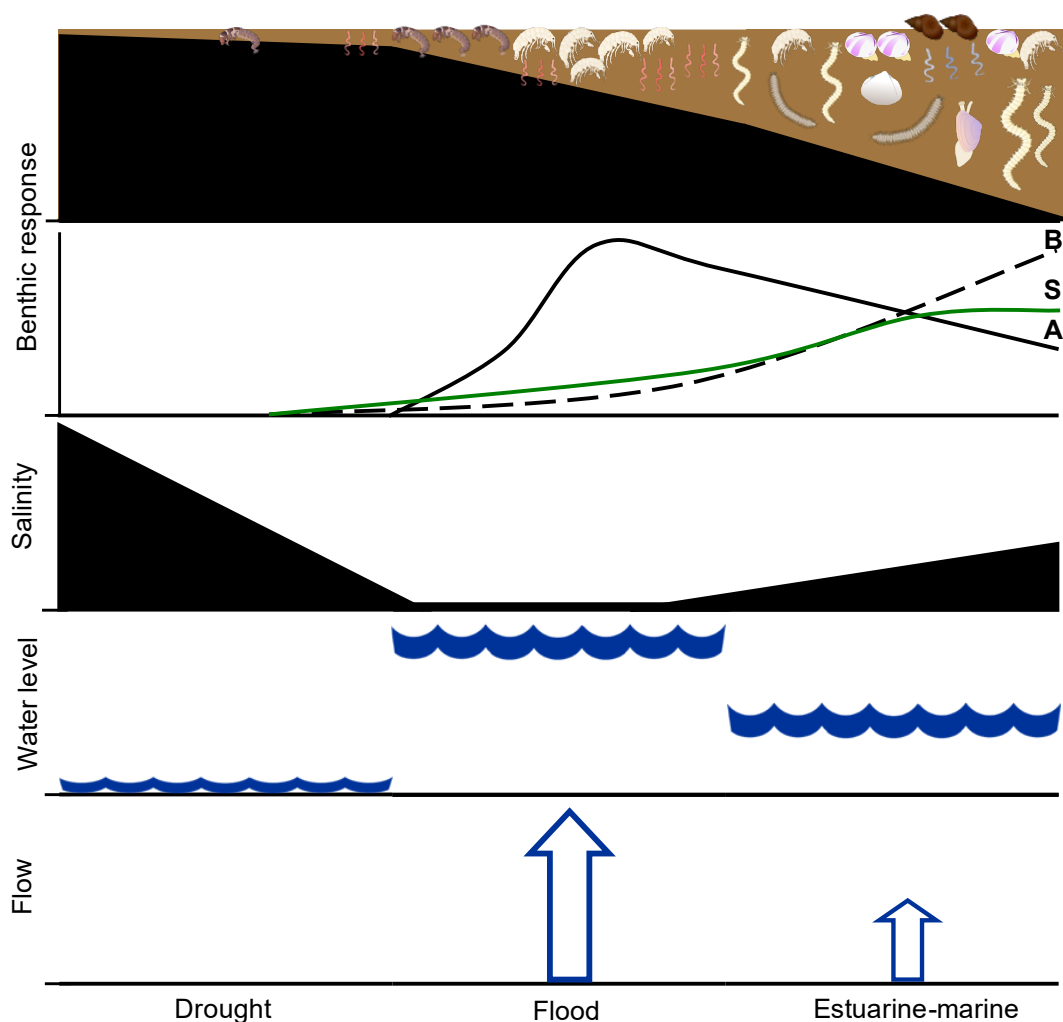 Benthic response
B
S
A
Salinity
Water level
Flow
Drought
Flood
Estuarine-marine